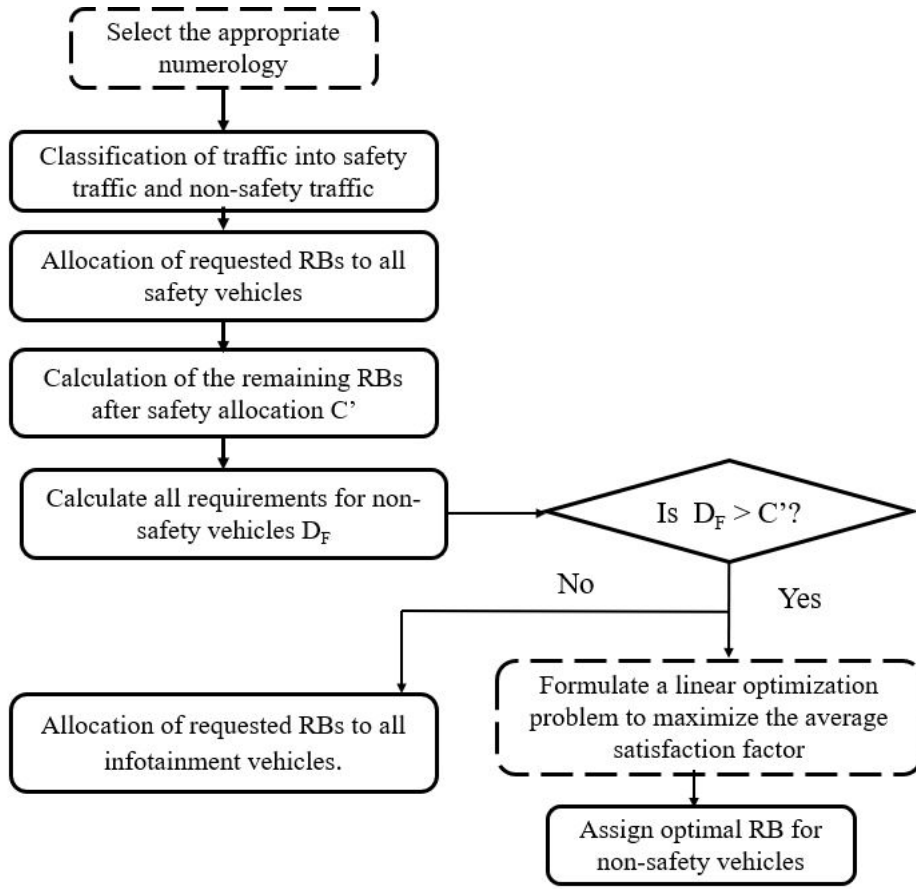 Select the appropriate
numerology
Classification of traffic into safety
traffic and non-safety traffic
Allocation of requested RBs to all
safety vehicles
Calculation of the remaining RBs
after safety allocation C’
Calculate all requirements for non-
safety vehicles D_F
Is D_F > C’?
No
Yes
Allocation of requested RBs to all
infotainment vehicles.
Formulate a linear optimization
problem to maximize the average
satisfaction factor
Assign optimal RB for
non-safety vehicles